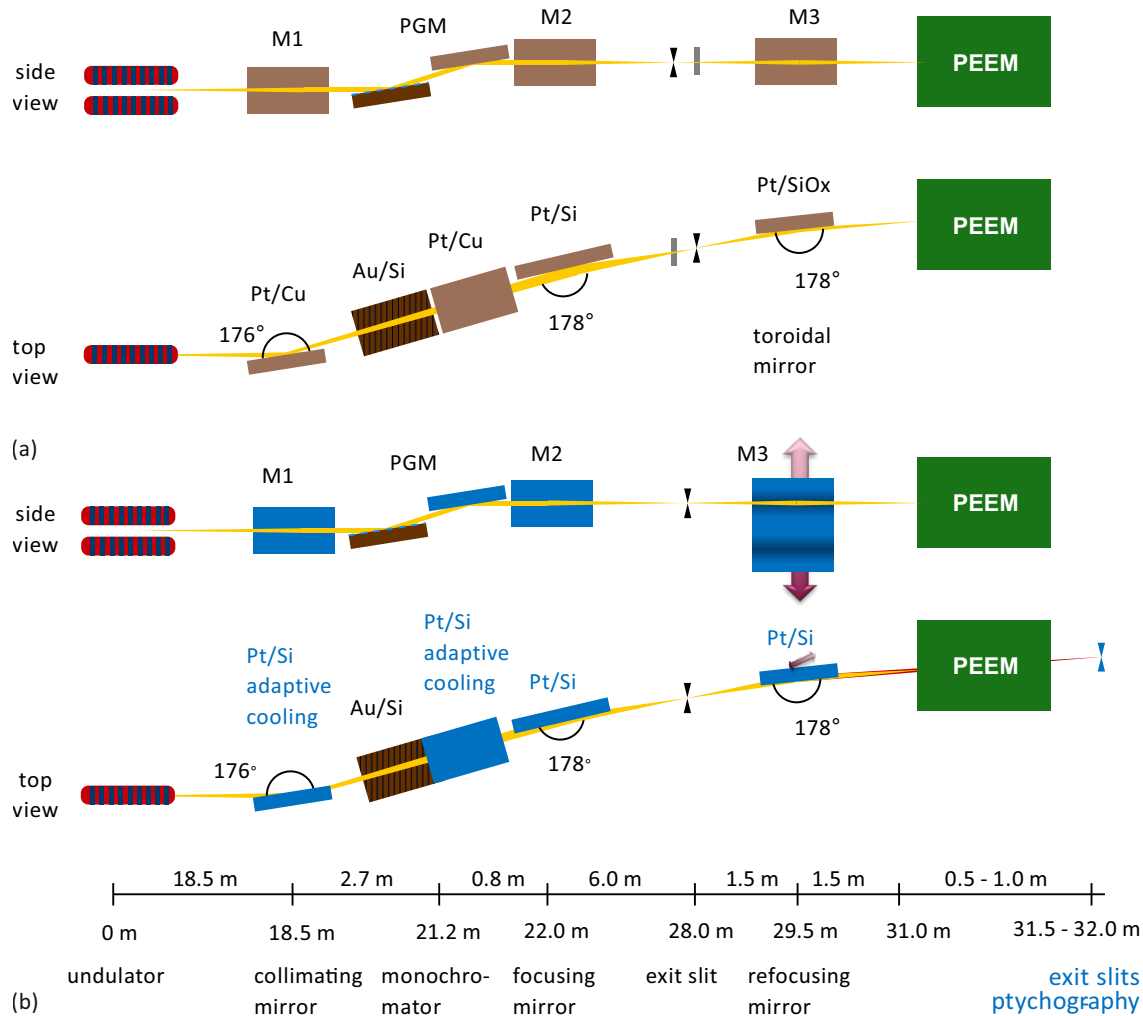 M1
PGM
M2
M3
side
view
PEEM
Pt/SiOx
Pt/Si
Pt/Cu
Au/Si
Pt/Cu
PEEM
176°
178°
178°
top
view
toroidal
mirror
(a)
M1
PGM
M2
M3
side
view
PEEM
Pt/Si
adaptive
cooling
Pt/Si
adaptive
cooling
Au/Si
Pt/Si
Pt/Si
PEEM
176°
178°
178°
top
view
18.5 m
2.7 m
0.8 m
6.0 m
1.5 m
1.5 m
0.5 - 1.0 m
0 m
18.5 m
21.2 m
22.0 m
28.0 m
29.5 m
31.0 m
31.5 - 32.0 m
undulator
collimating
mirror
monochro-
mator
focusing
mirror
exit slit
refocusing
mirror
exit slits
ptychography
(b)